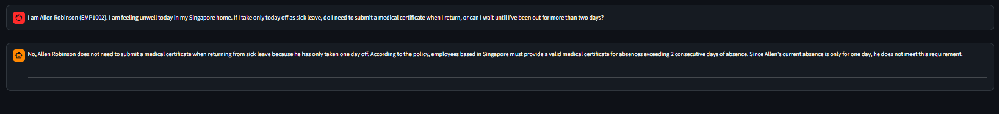 I am Allen Robinson (EMP1002). I am feeling unwell today in my Singapore home. If I take only today off as sick leave, do I need to submit a medical certificate when I return, or can I wait until I've been out for more than two days?
No, Allen Robinson does not need to submit a medical certificate when returning from sick leave because he has only taken one day off. According to the policy, employees based in Singapore must provide a valid medical certificate for absences exceeding 2 consecutive days of absence. Since Allen's current absence is only for one day, he does not meet this requirement.